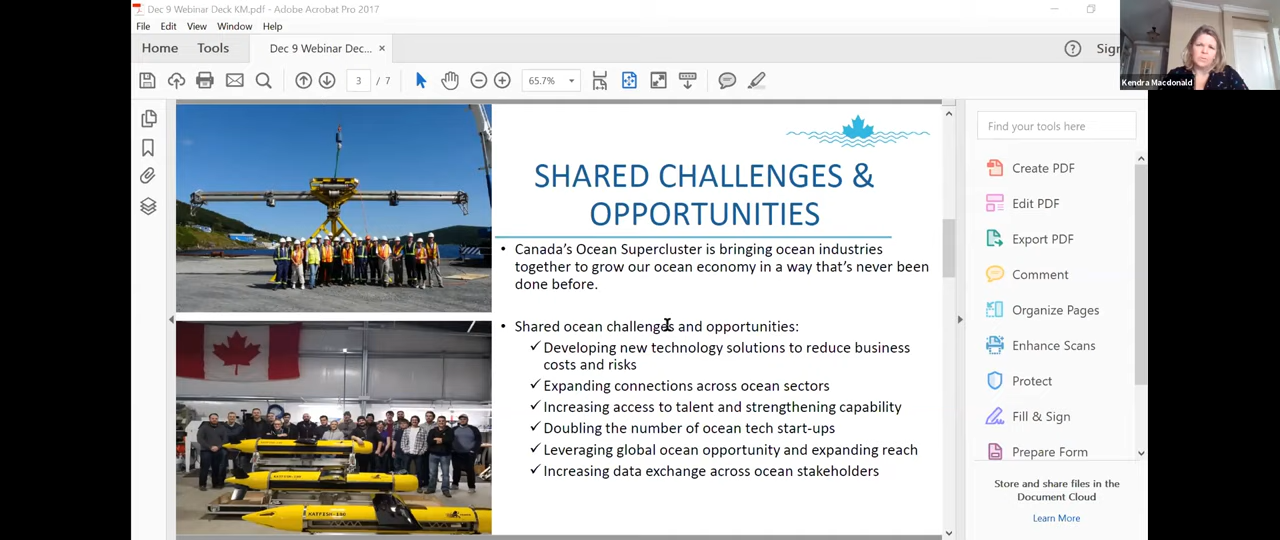 Dec 9 Webinar Deck KM.pdf - Adobe Acrobat Pro 2017
File Edit View Window Help
Home Tools Dec 9 Webinar Dec... × Sign
3 / 7 65.7%
Kendra Macdonald
SHARED CHALLENGES &
OPPORTUNITIES
• Canada's Ocean Supercluster is bringing ocean industries
together to grow our ocean economy in a way that's never been
done before.
• Shared ocean challenges and opportunities:
✓ Developing new technology solutions to reduce business
costs and risks
✓ Expanding connections across ocean sectors
✓ Increasing access to talent and strengthening capability
✓ Doubling the number of ocean tech start-ups
✓ Leveraging global ocean opportunity and expanding reach
✓ Increasing data exchange across ocean stakeholders
Find your tools here
Create PDF
Edit PDF
Export PDF
Comment
Organize Pages
Enhance Scans
Protect
Fill & Sign
Prepare Form
Store and share files in the
Document Cloud
Learn More